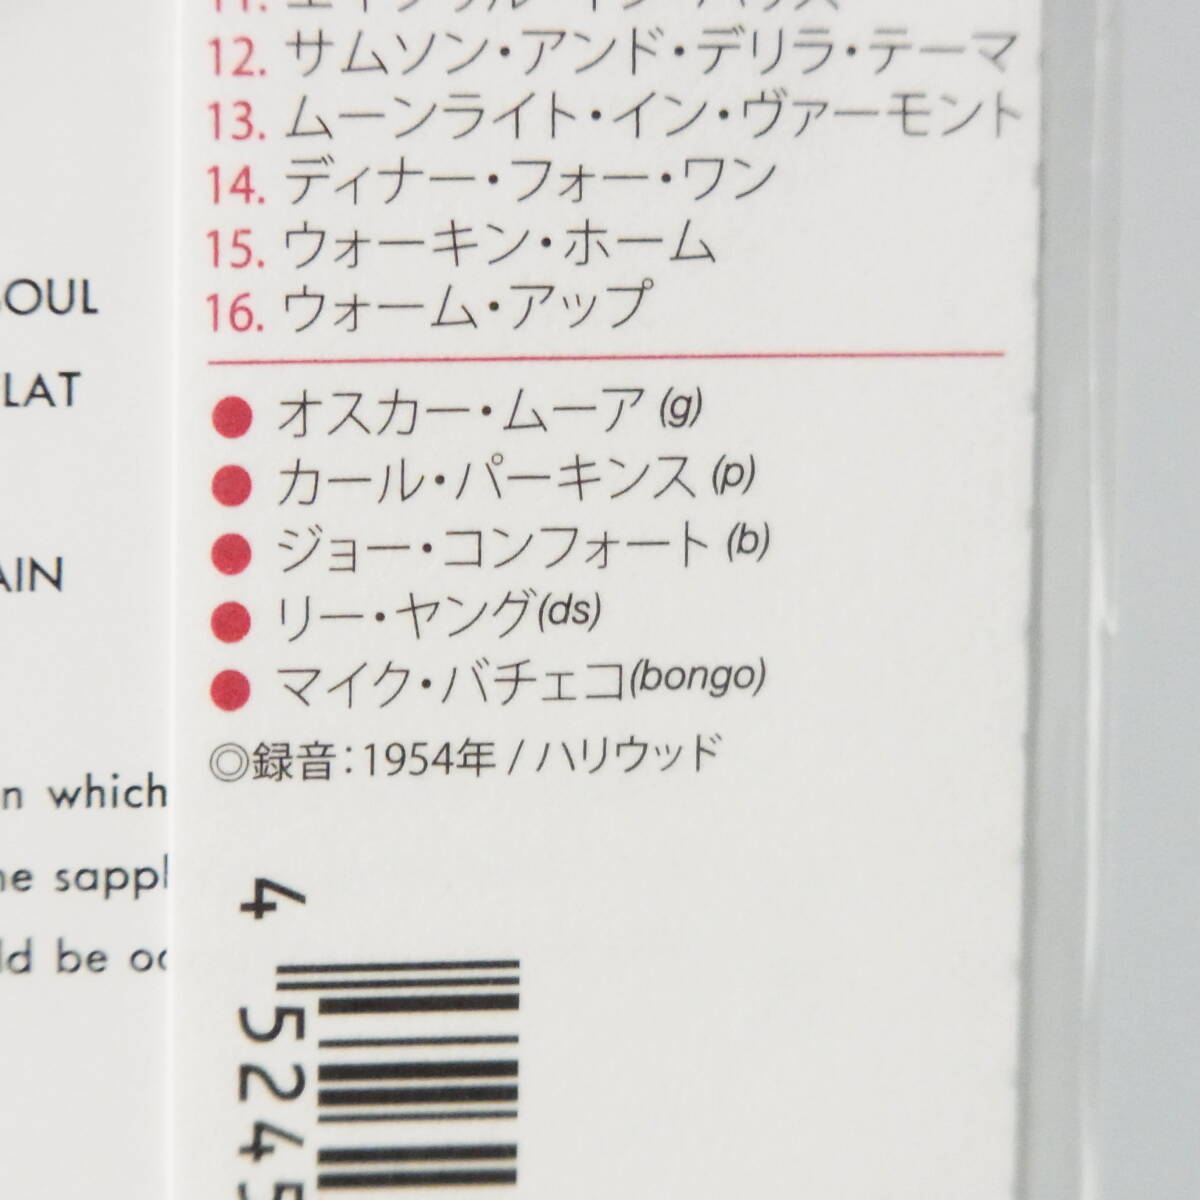 12. サムソン・アンド・デリラ・テーマ
13. ムーンライト・イン・ヴァーモント
14. ディナー・フォー・ワン
15. ウォーキン・ホーム
16. ウォーム・アップ
● オスカー・ムーア (g)
● カール・パーキンス (p)
● ジョー・コンフォート (b)
● リー・ヤング(ds)
● マイク・バチェコ(bongo)
◎録音：1954年 / ハリウッド
4
5245
OUL
LAT
AIN
n which
ne sappl
ld be oc